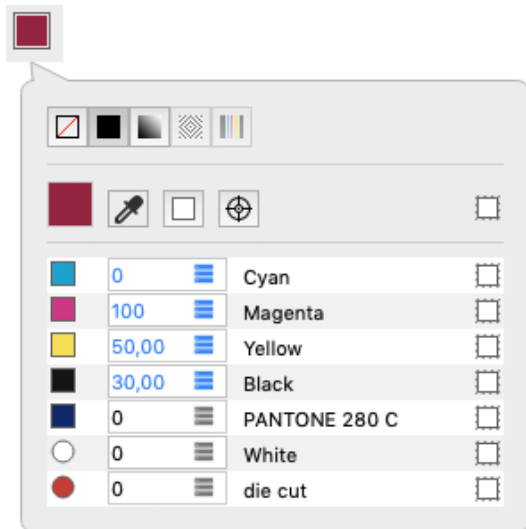 0 Cyan
100 Magenta
50,00 Yellow
30,00 Black
0 PANTONE 280 C
0 White
0 die cut